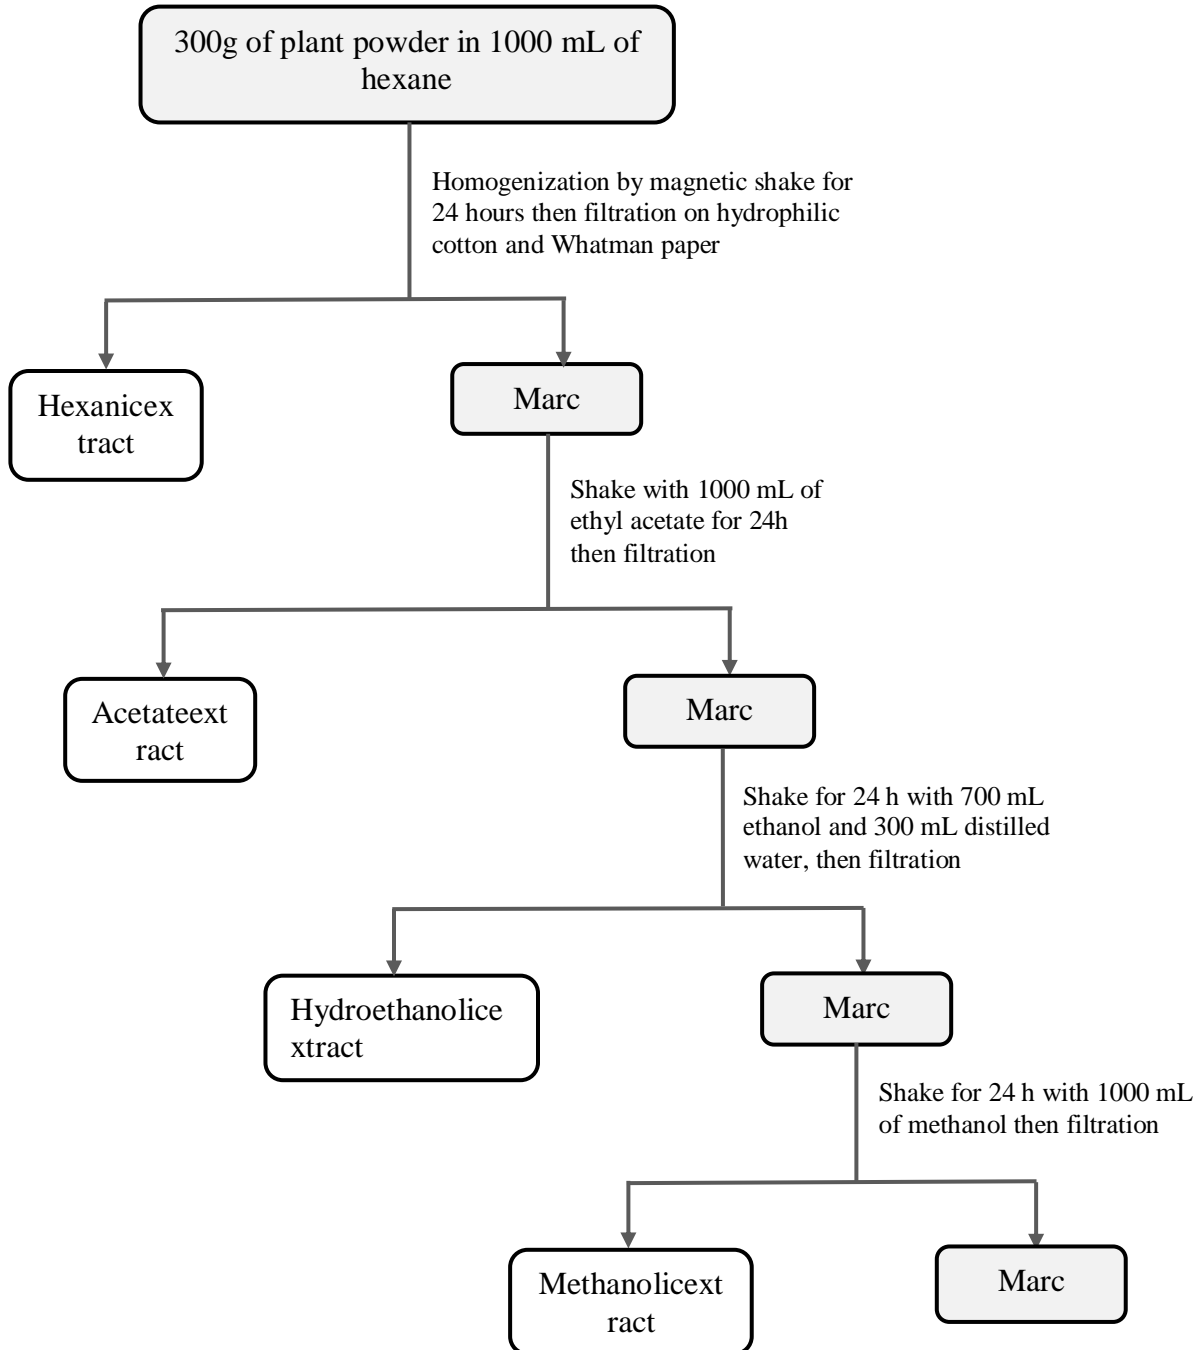 300g of plant powder in 1000 mL of
hexane
Homogenization by magnetic shake for
24 hours then filtration on hydrophilic
cotton and Whatman paper
Hexanicex
tract
Marc
Shake with 1000 mL of
ethyl acetate for 24h
then filtration
Acetateext
ract
Marc
Shake for 24 h with 700 mL
ethanol and 300 mL distilled
water, then filtration
Hydroethanolice
xtract
Marc
Shake for 24 h with 1000 mL
of methanol then filtration
Methanolicext
ract
Marc